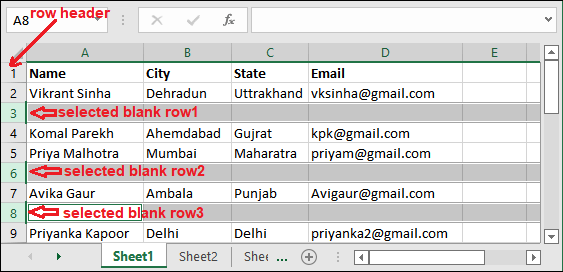 row header
A8 fx
A B C D E
1 Name City State Email
2 Vikrant Sinha Dehradun Uttrakhand vksinha@gmail.com
3 selected blank row1
4 Komal Parekh Ahemdabad Gujrat kpk@gmail.com
5 Priya Malhotra Mumbai Maharatra priyam@gmail.com
6 selected blank row2
7 Avika Gaur Ambala Punjab Avigaur@gmail.com
8 selected blank row3
9 Priyanka Kapoor Delhi Delhi priyanka2@gmail.com
Sheet1 Sheet2 Shee ...